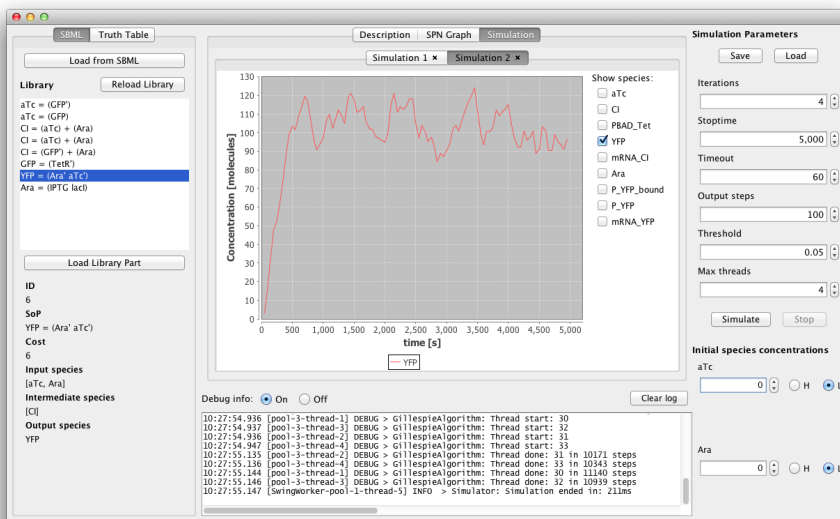 SBML Truth Table
Load from SBML
Library Reload Library
aTc = (GFP')
aTc = (GFP)
CI = (aTc) + (Ara)
CI = (aTc) + (Ara)
CI = (GFP') + (Ara)
GFP = (TetR')
YFP = (Ara' aTc')
Ara = (IPTG lacI)
Load Library Part
ID
6
SoP
YFP = (Ara' aTc')
Cost
6
Input species
[aTc, Ara]
Intermediate species
[CI]
Output species
YFP
Description SPN Graph Simulation
Simulation 1 × Simulation 2 ×
130
120
110
100
90
80
70
60
50
40
30
20
10
0
Concentration [molecules]
0 500 1,000 1,500 2,000 2,500 3,000 3,500 4,000 4,500 5,000
time [s]
YFP
Show species:
aTc
CI
PBAD_Tet
YFP
mRNA_CI
Ara
P_YFP_bound
P_YFP
mRNA_YFP
Debug info: On Off Clear log
10:27:54.936 [pool-3-thread-1] DEBUG > GillespieAlgorithm: Thread start: 30
10:27:54.937 [pool-3-thread-3] DEBUG > GillespieAlgorithm: Thread start: 32
10:27:54.936 [pool-3-thread-2] DEBUG > GillespieAlgorithm: Thread start: 31
10:27:54.947 [pool-3-thread-4] DEBUG > GillespieAlgorithm: Thread start: 33
10:27:55.135 [pool-3-thread-2] DEBUG > GillespieAlgorithm: Thread done: 31 in 10171 steps
10:27:55.136 [pool-3-thread-4] DEBUG > GillespieAlgorithm: Thread done: 33 in 10343 steps
10:27:55.144 [pool-3-thread-1] DEBUG > GillespieAlgorithm: Thread done: 30 in 11140 steps
10:27:55.146 [pool-3-thread-3] DEBUG > GillespieAlgorithm: Thread done: 32 in 10939 steps
10:27:55.147 [SwingWorker-pool-1-thread-5] INFO > Simulator: Simulation ended in: 211ms
Simulation Parameters
Save Load
Iterations
4
Stoptime
5,000
Timeout
60
Output steps
100
Threshold
0.05
Max threads
4
Simulate Stop
Initial species concentrations
aTc
0 H L
Ara
0 H L